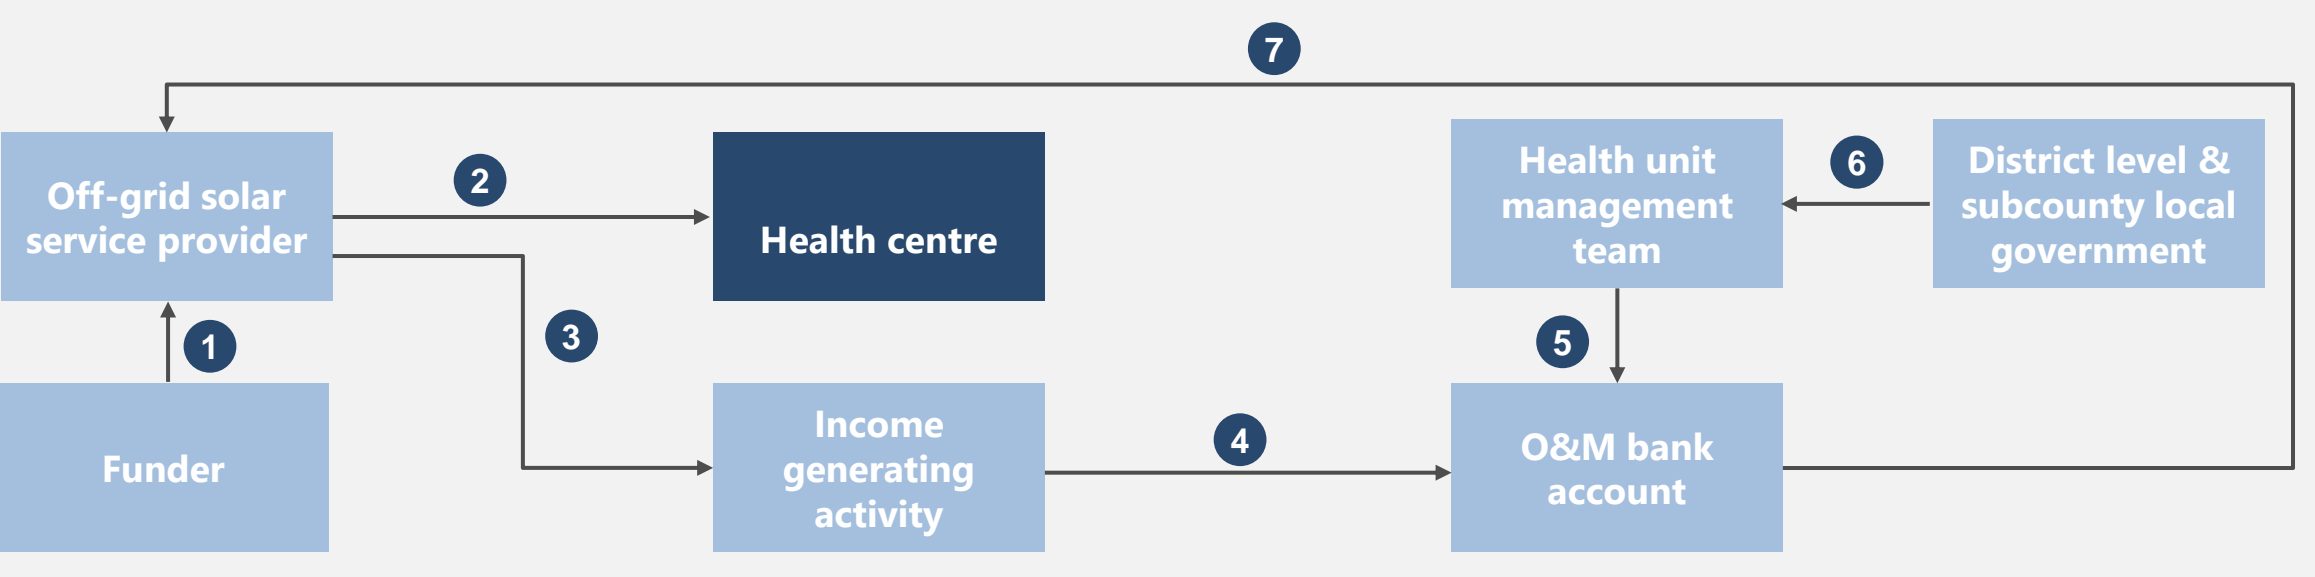 7
Off-grid solar
service provider
2
Health centre
Health unit
management
team
6
District level &
subcounty local
government
1
3
5
Funder
Income
generating
activity
4
O&M bank
account